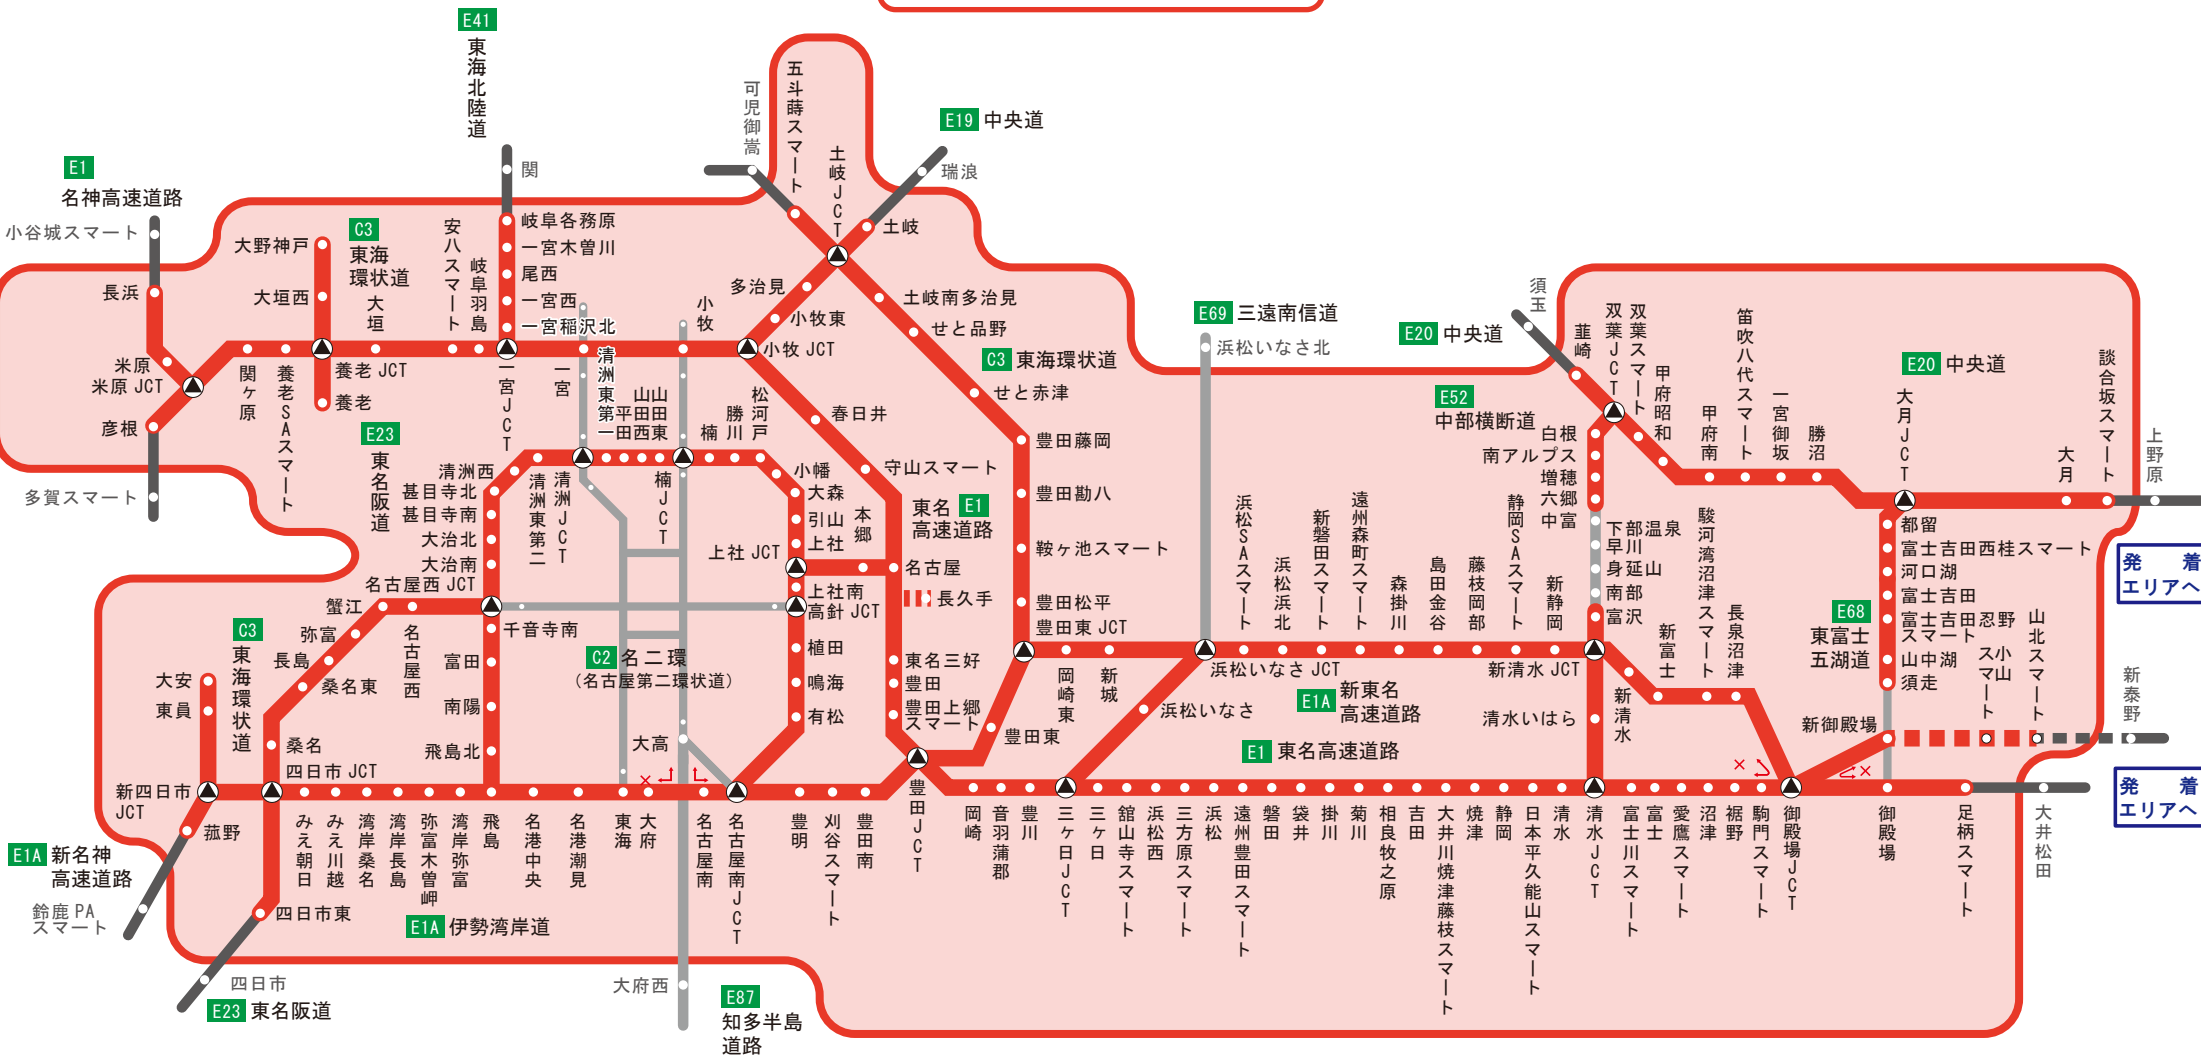 E41
東海北陸道
関
岐阜各務原
一宮木曽川
尾西
一宮西
一宮稲沢北
E1
名神高速道路
小谷城スマート
長浜
米原
米原 JCT
彦根
多賀スマート
大野神戸
大垣西
C3
東海
環状道
大垣
安八スマート
岐阜羽島
関ヶ原
養老SAスマート
養老 JCT
養老
一宮JCT
一宮
清洲東第一
平田
山田西
山田東
楠
勝川
松河戸
小牧
可児御嵩
五斗蒔スマート
土岐JCT
E19 中央道
瑞浪
土岐
多治見
小牧東
小牧 JCT
土岐南多治見
せと品野
C3 東海環状道
せと赤津
春日井
守山スマート
東名 E1
高速道路
豊田藤岡
豊田勘八
鞍ヶ池スマート
豊田松平
豊田東 JCT
E23
東名阪道
清洲西
甚目寺北
甚目寺南
大治北
大治南
名古屋西 JCT
清洲東第二
清洲JCT
楠JCT
小幡
大森
引山
上社
本郷
上社 JCT
上社南
高針 JCT
名古屋
長久手
植田
鳴海
有松
東名三好
豊田
豊田上郷
スマート
蟹江
弥富
長島
桑名東
名古屋西
千音寺南
富田
南陽
飛島北
C2 名二環
(名古屋第二環状道)
大高
C3
東海環状道
大安
東員
桑名
四日市 JCT
新四日市
JCT
菰野
E1A 新名神
高速道路
鈴鹿 PA
スマート
四日市東
四日市
E23 東名阪道
みえ朝日
みえ川越
湾岸桑名
湾岸長島
弥富木曽岬
湾岸弥富
飛島
名港中央
名港潮見
東海
大府
名古屋南
名古屋南JCT
豊明
刈谷スマート
豊田南
豊田JCT
E1A 伊勢湾岸道
大府西
E87
知多半島
道路
豊田東
岡崎東
新城
E69 三遠南信道
浜松いなさ北
浜松いなさ JCT
浜松いなさ
浜松SAスマート
浜松浜北
新磐田スマート
遠州森町スマート
森掛川
島田金谷
藤枝岡部
静岡SAスマート
新静岡
新清水 JCT
E1A 新東名
高速道路
E1 東名高速道路
清水いはら
新清水
新富士
駿河湾沼津スマート
長泉沼津
岡崎
音羽蒲郡
豊川
三ヶ日JCT
三ヶ日
舘山寺スマート
浜松西
三方原スマート
浜松
遠州豊田スマート
磐田
袋井
掛川
菊川
相良牧之原
吉田
大井川焼津藤枝スマート
焼津
静岡
日本平久能山スマート
清水
清水JCT
富士川スマート
富士
愛鷹スマート
沼津
裾野
駒門スマート
御殿場JCT
御殿場
足柄スマート
大井松田
須玉
E20 中央道
韮崎
双葉JCT
双葉スマート
甲府昭和
甲府南
笛吹八代スマート
一宮御坂
勝沼
E20 中央道
大月JCT
大月
談合坂スマート
上野原
E52
中部横断道
白根
南アルプス
増穂
六郷
中富
下部温泉
早川
身延山
南部
富沢
都留
富士吉田西桂スマート
河口湖
富士吉田
富士吉田忍野
スマート
山中湖
須走
E68
東富士
五湖道
新御殿場
小山
スマート
山北スマート
新秦野
発 着
エリアへ
発 着
エリアへ